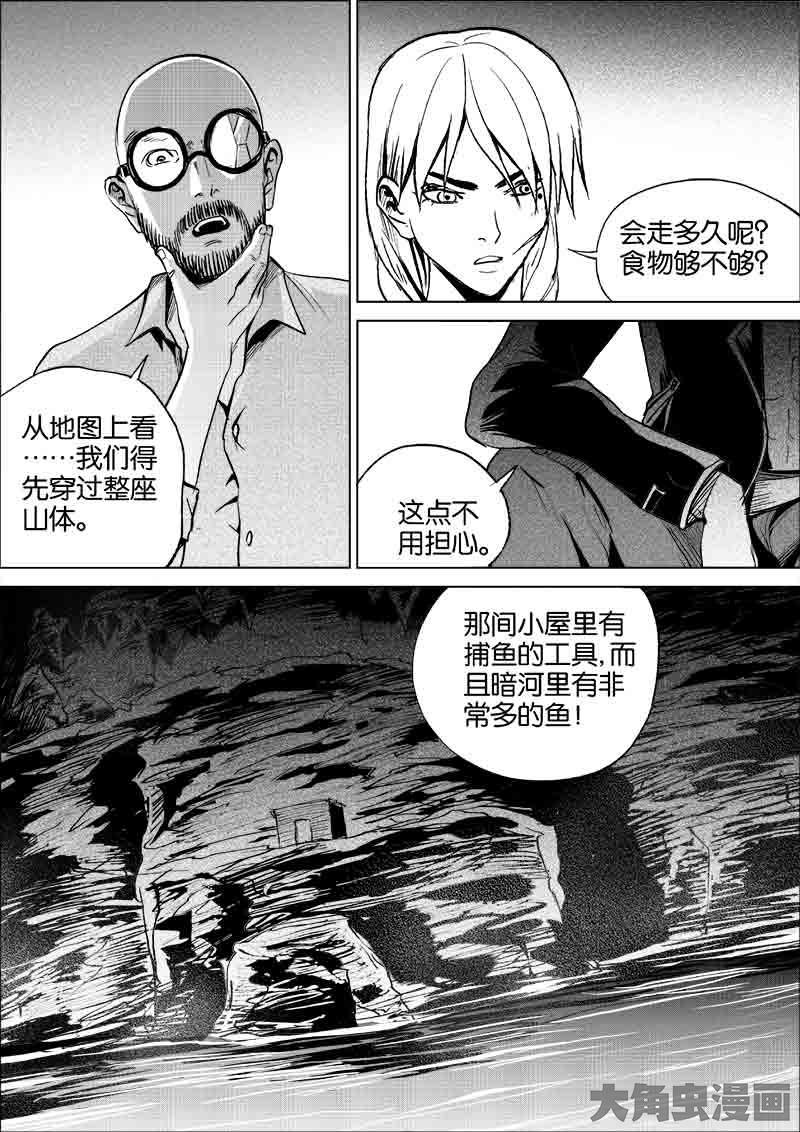 会走多久呢?
食物够不够?
从地图上看
……我们得
先穿过整座
山体。
这点不
用担心。
那间小屋里有
捕鱼的工具,而
且暗河里有非
常多的鱼!
大角虫漫画